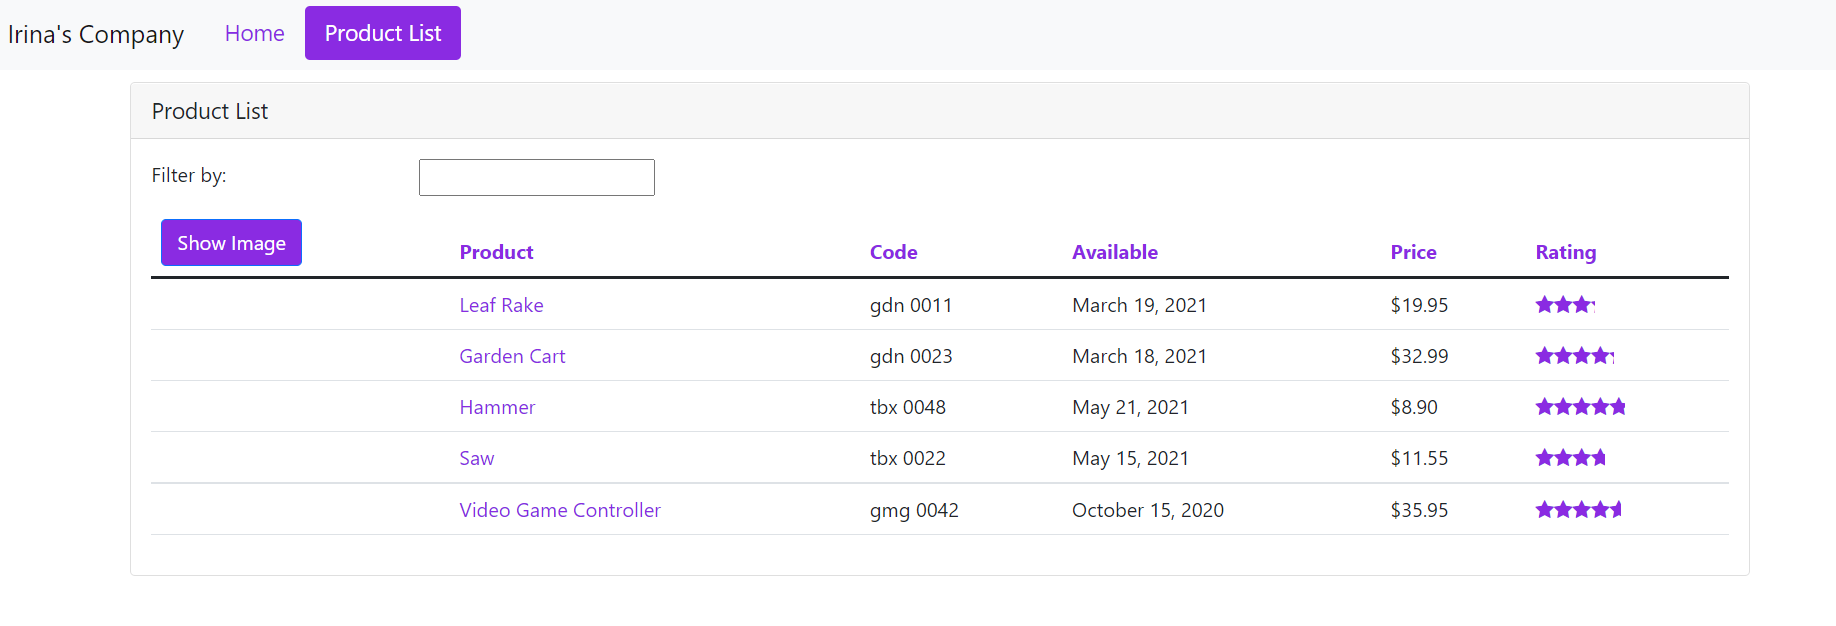 Irina's Company Home Product List
Product List
Filter by:
Show Image Product Code Available Price Rating
Leaf Rake gdn 0011 March 19, 2021 $19.95
Garden Cart gdn 0023 March 18, 2021 $32.99
Hammer tbx 0048 May 21, 2021 $8.90
Saw tbx 0022 May 15, 2021 $11.55
Video Game Controller gmg 0042 October 15, 2020 $35.95